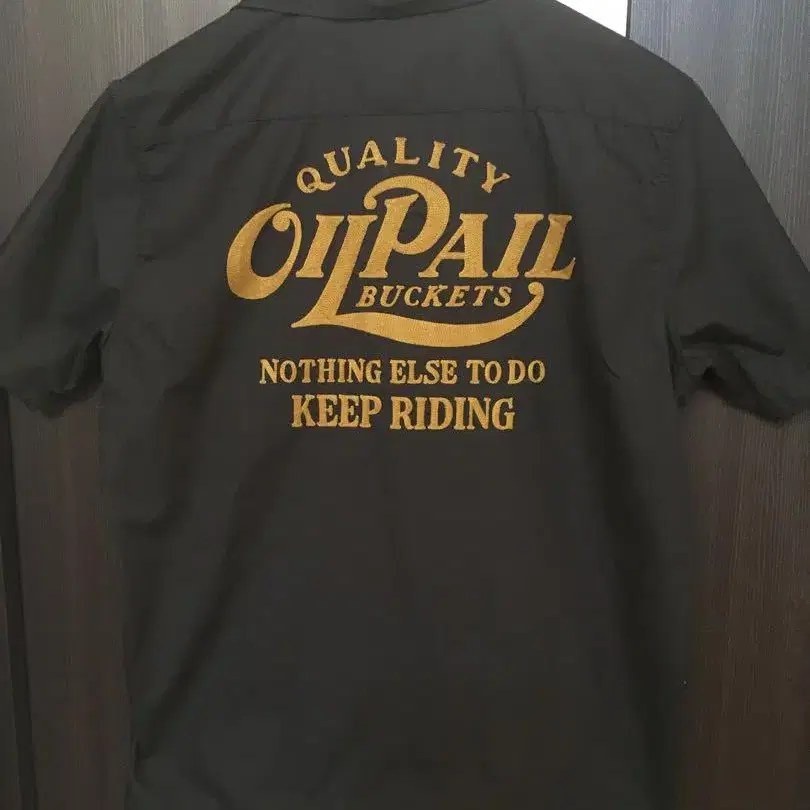 QUALITY
OILPAIL
BUCKETS
NOTHING ELSE TO DO
KEEP RIDING